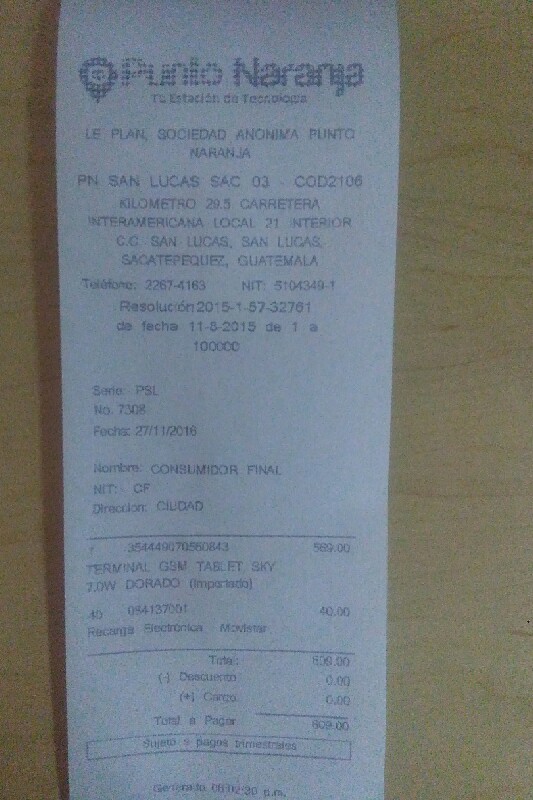 Punto Naranja
Tu Estación de Tecnología
LE PLAN, SOCIEDAD ANONIMA PUNTO
NARANJA
PN SAN LUCAS SAC 03 - COD2106
KILOMETRO 29.5 CARRETERA
INTERAMERICANA LOCAL 21 INTERIOR
C.C. SAN LUCAS, SAN LUCAS,
SACATEPEQUEZ, GUATEMALA
Teléfono: 2267-4163 NIT: 5104349-1
Resolución 2015-1-57-32761
de fecha 11-8-2015 de 1 a
100000
Serie: PSL
No. 7308
Fecha: 27/11/2016
Nombre: CONSUMIDOR FINAL
NIT: CF
Direccion: CIUDAD
1 354449070560843 569.00
TERMINAL GSM TABLET SKY
7.0W DORADO (Importado)
40 084137001 40.00
Recarga Electrónica Movistar
Total: 609.00
(-) Descuento 0.00
(+) Cargo 0.00
Total a Pagar 609.00
Sujeto a pagos trimestrales
Generado 06:02:30 p.m.